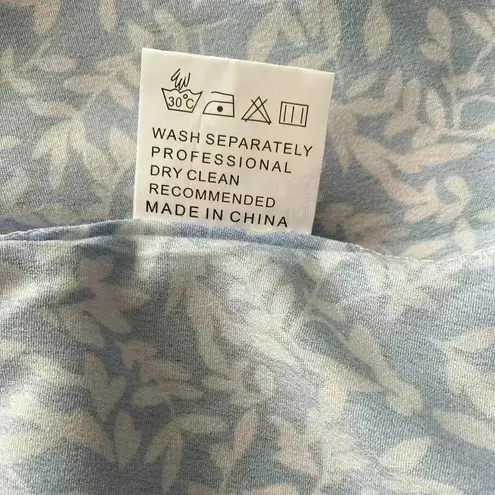 30°C
WASH SEPARATELY
PROFESSIONAL
DRY CLEAN
RECOMMENDED
MADE IN CHINA